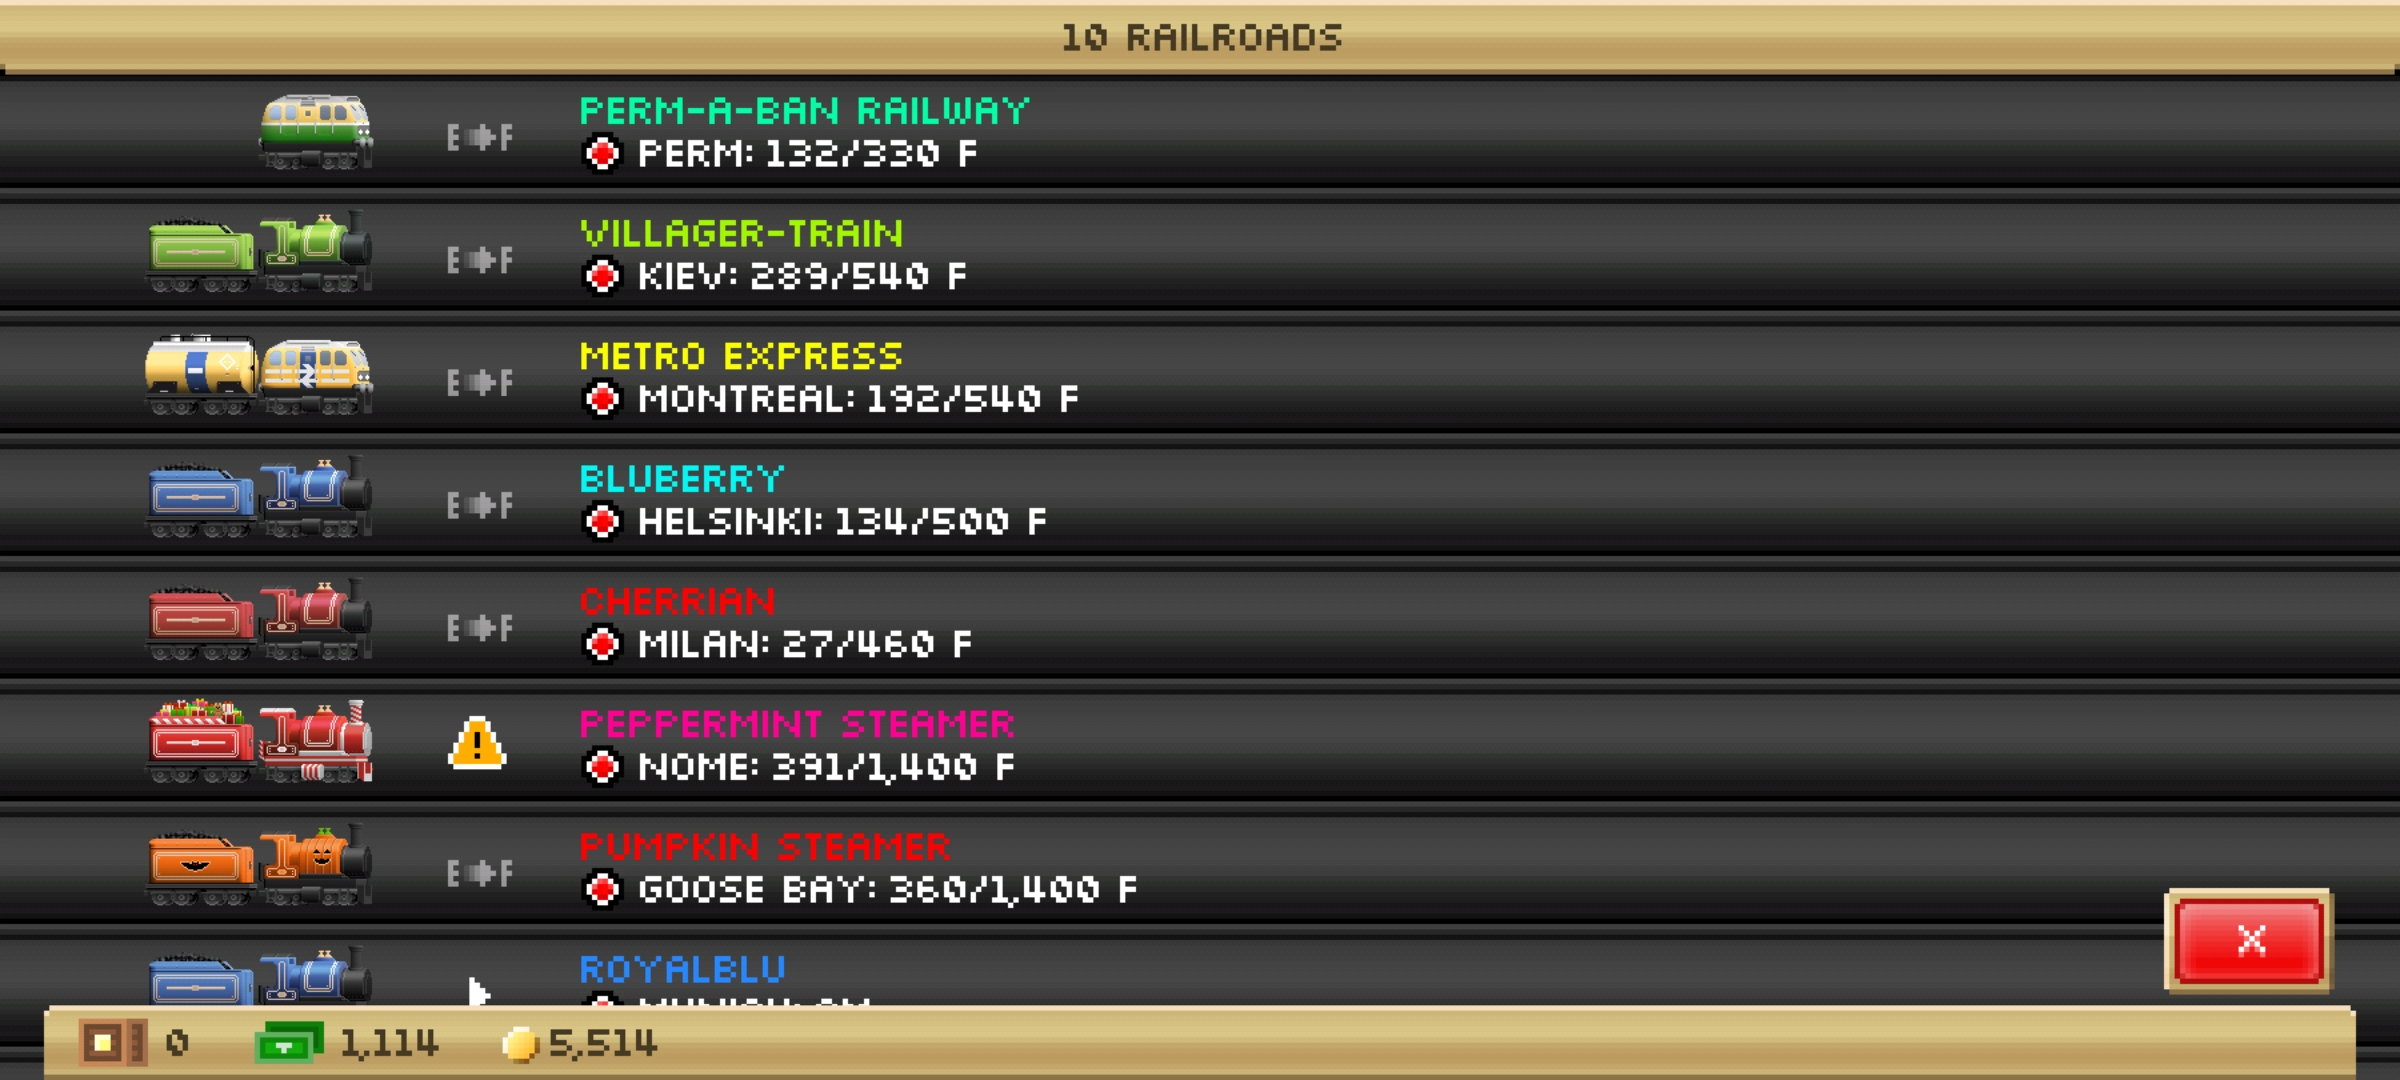 10 RAILROADS
PERM-A-BAN RAILWAY
E F
PERM: 132/330 F
VILLAGER-TRAIN
E F
KIEV: 289/540 F
METRO EXPRESS
E F
MONTREAL: 192/540 F
BLUBERRY
E F
HELSINKI: 134/500 F
CHERRIAN
E F
MILAN: 27/460 F
PEPPERMINT STEAMER
!
NOME: 391/1,400 F
PUMPKIN STEAMER
E F
GOOSE BAY: 360/1,400 F
ROYALBLU
X
0 1,114 5,514